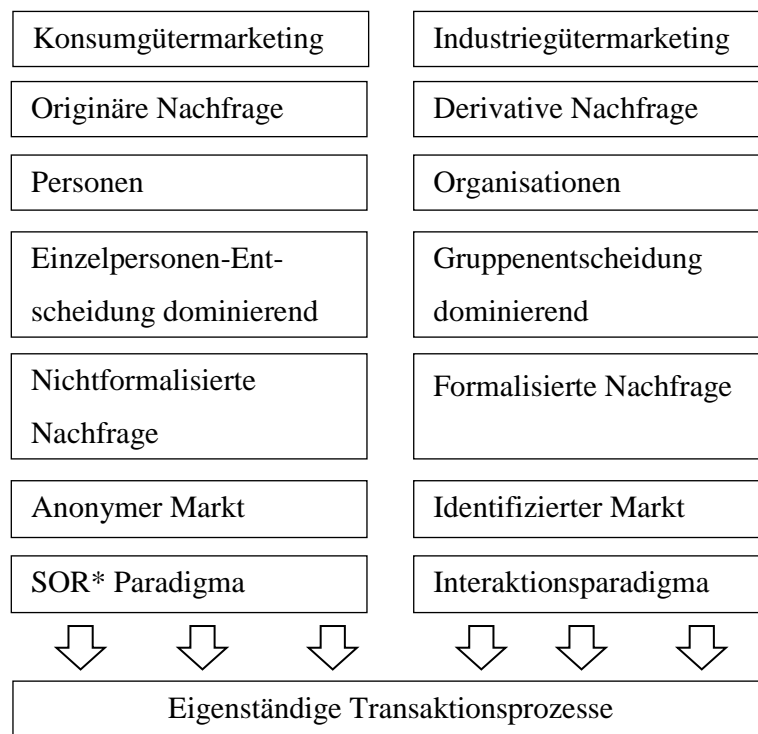 Konsumgütermarketing
Industriegütermarketing
Originäre Nachfrage
Derivative Nachfrage
Personen
Organisationen
Einzelpersonen-Ent-
scheidung dominierend
Gruppenentscheidung
dominierend
Nichtformalisierte
Nachfrage
Formalisierte Nachfrage
Anonymer Markt
Identifizierter Markt
SOR* Paradigma
Interaktionsparadigma
Eigenständige Transaktionsprozesse